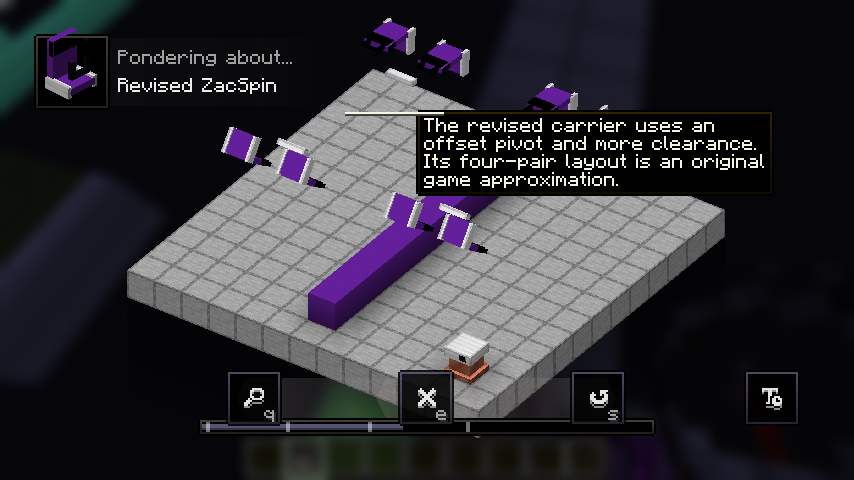 Pondering about...
Revised ZacSpin
The revised carrier uses an
offset pivot and more clearance.
Its four-pair layout is an original
game approximation.
q
e
s
T